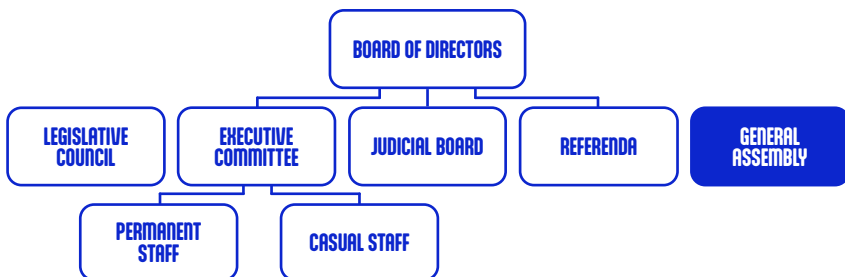 BOARD OF DIRECTORS
LEGISLATIVE
COUNCIL
EXECUTIVE
COMMITTEE
JUDICIAL BOARD
REFERENDA
GENERAL
ASSEMBLY
PERMANENT
STAFF
CASUAL STAFF